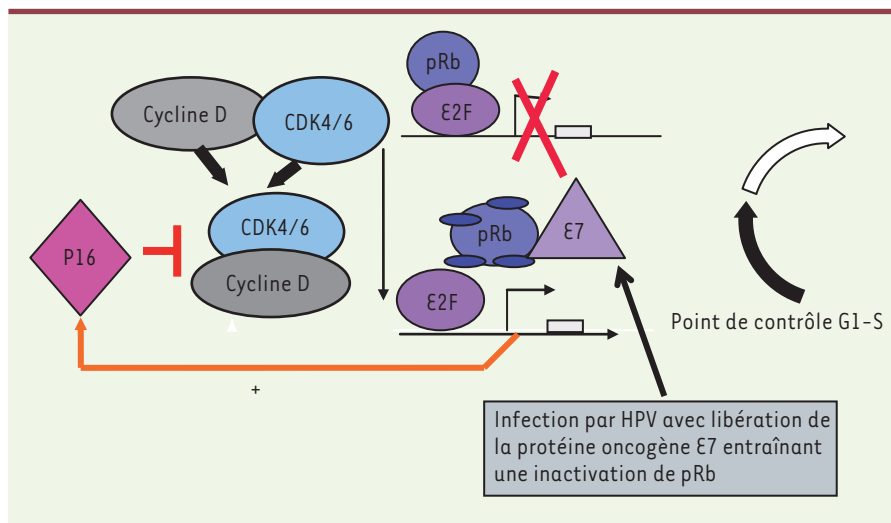 pRb
E2F
Cycline D
CDK4/6
CDK4/6
Cycline D
P16
pRb
E7
E2F
Point de contrôle G1-S
+
Infection par HPV avec libération de
la protéine oncogène E7 entraînant
une inactivation de pRb